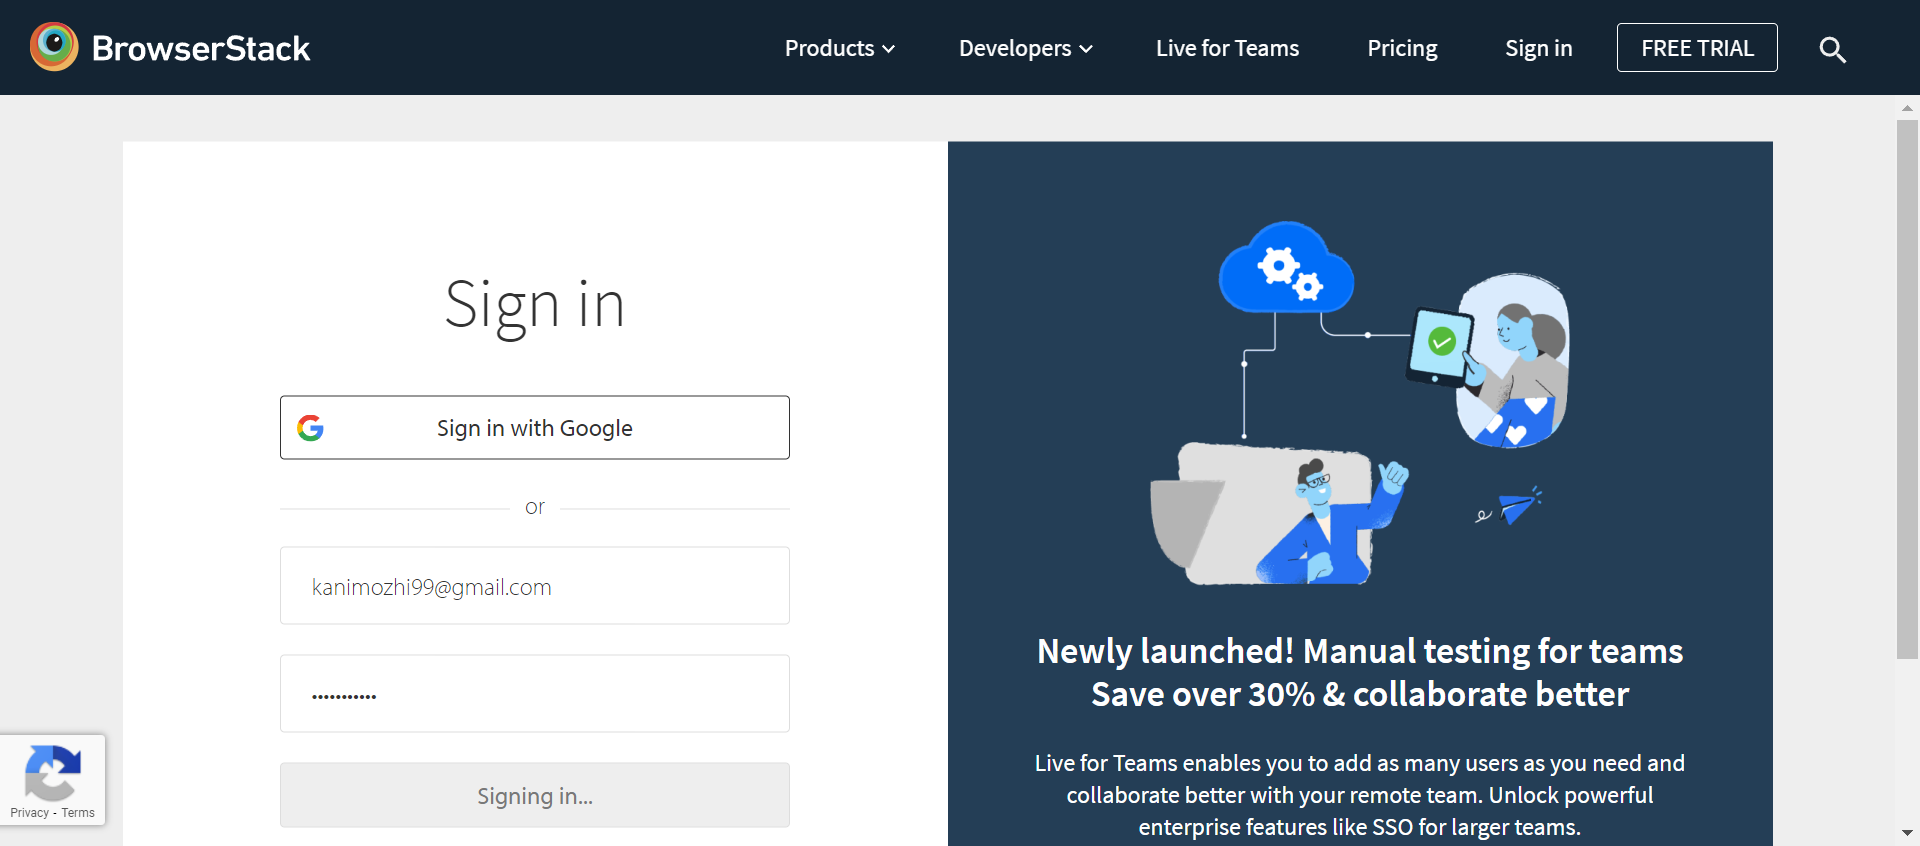 BrowserStack
Products
Developers
Live for Teams
Pricing
Sign in
FREE TRIAL
Sign in
Sign in with Google
or
kanimozhi99@gmail.com
•••••••••••
Signing in...
Privacy - Terms
Newly launched! Manual testing for teams
Save over 30% & collaborate better
Live for Teams enables you to add as many users as you need and
collaborate better with your remote team. Unlock powerful
enterprise features like SSO for larger teams.